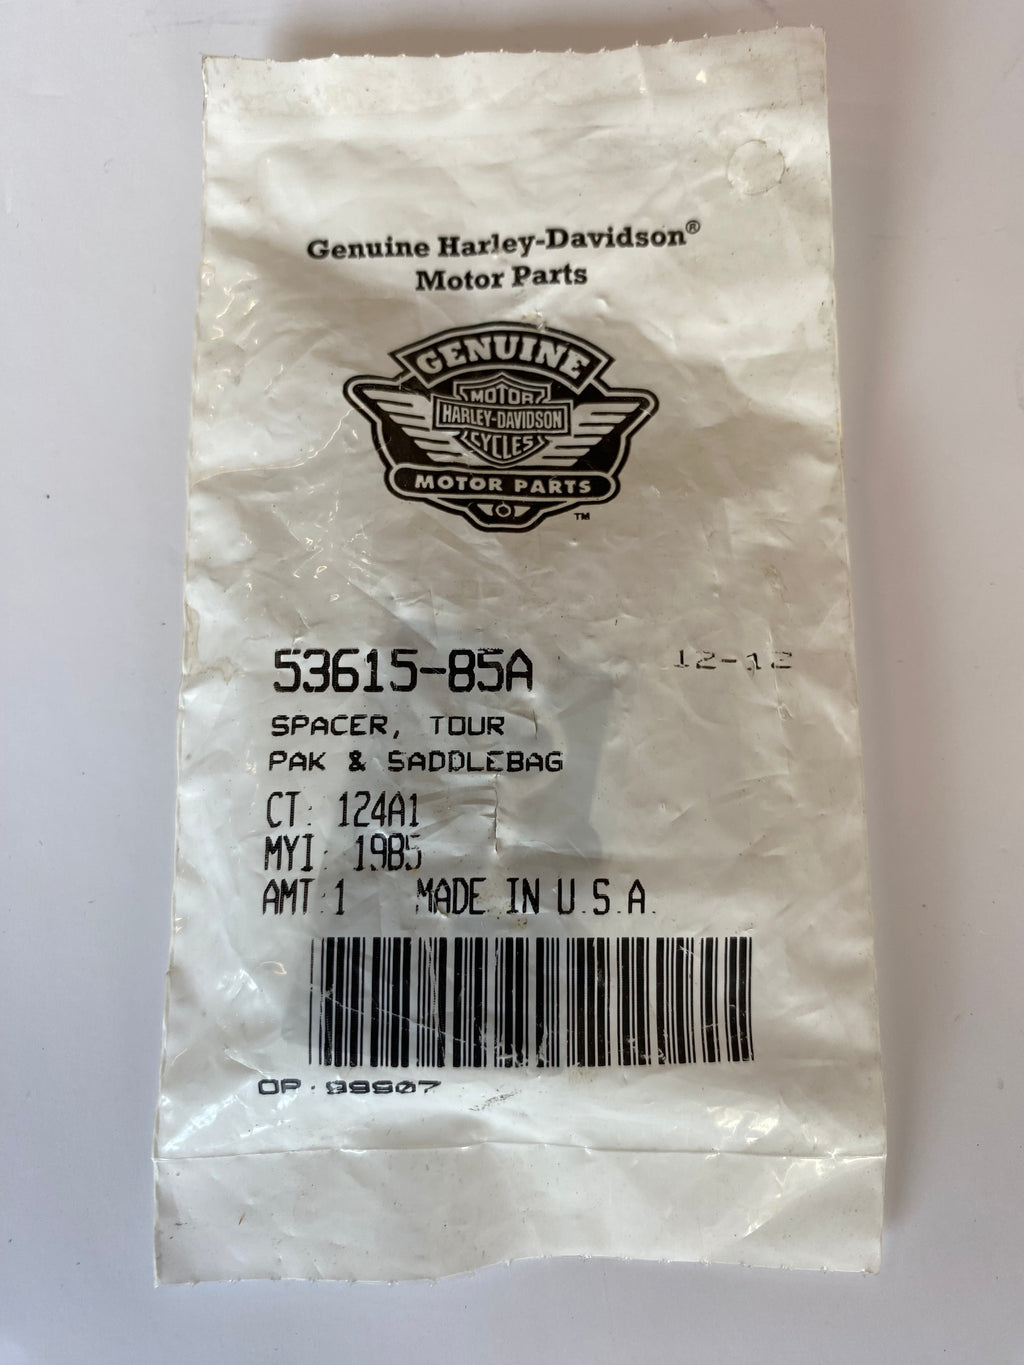 Genuine Harley-Davidson®
Motor Parts
GENUINE
MOTOR
HARLEY-DAVIDSON
CYCLES
MOTOR PARTS
TM
53615-85A
12-12
SPACER, TOUR
PAK & SADDLEBAG
CT: 124A1
MYI: 1985
AMT:1 MADE IN U.S.A.
OP.99907